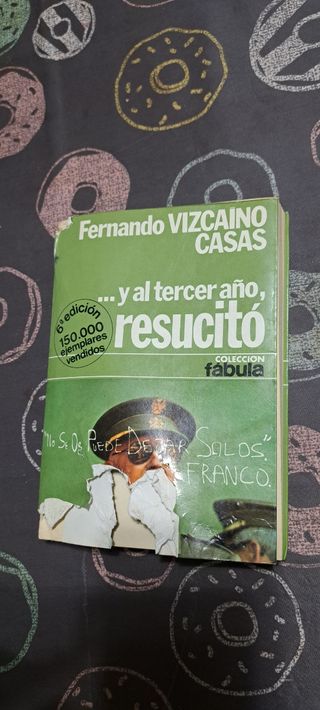 Fernando VIZCAINO
CASAS
... y al tercer año,
resucitó
COLECCION
fábula
6ª edición
150.000
ejemplares
vendidos
"No Se Os Puede Dejar Solos."
FRANCO.